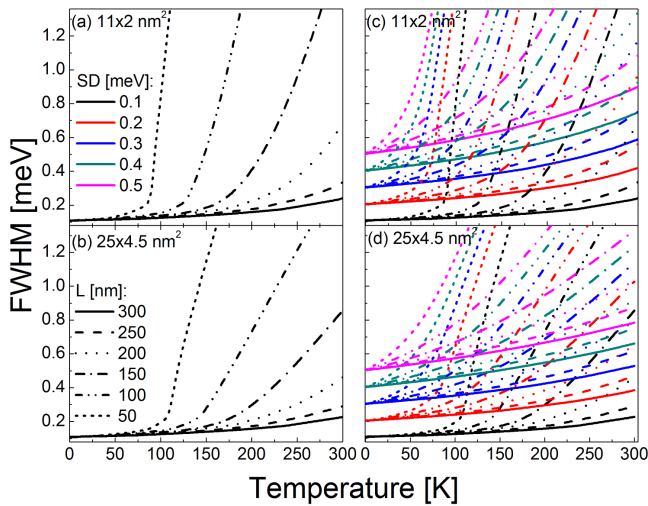 (a) 11x2 nm²
(c) 11x2 nm²
1.2
1.0
0.8
0.6
0.4
0.2
SD [meV]:
0.1
0.2
0.3
0.4
0.5
(b) 25x4.5 nm²
(d) 25x4.5 nm²
1.2
1.0
0.8
0.6
0.4
0.2
L [nm]:
300
250
200
150
100
50
FWHM [meV]
0 50 100 150 200 250 300
0 50 100 150 200 250 300
Temperature [K]